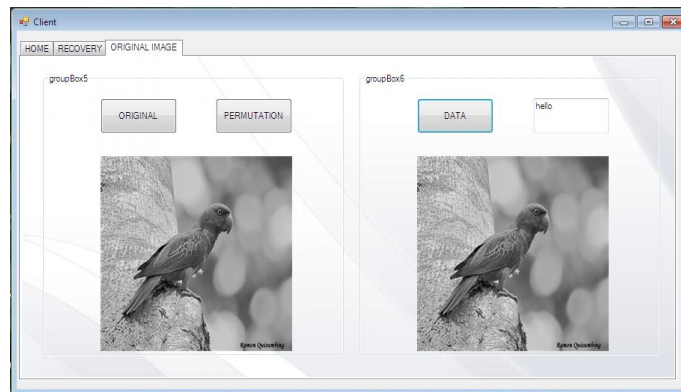 Client
HOME RECOVERY ORIGINAL IMAGE
groupBox5
ORIGINAL PERMUTATION
Ramon Quisumbing
groupBox6
DATA hello
Ramon Quisumbing